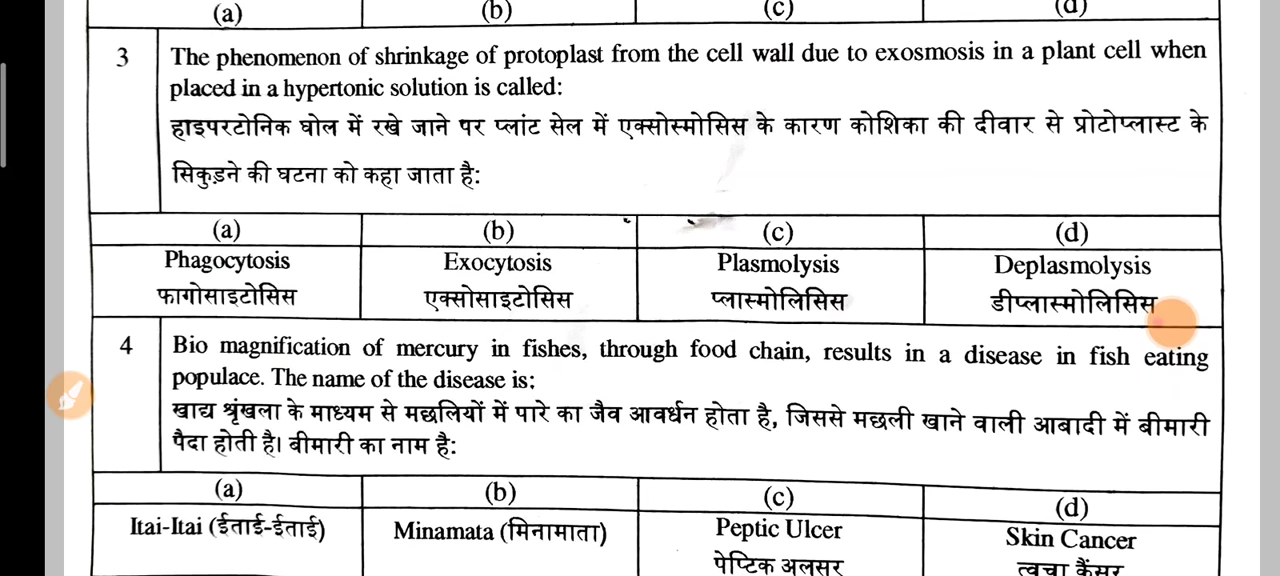 (a) (b) (c) (d)
3 The phenomenon of shrinkage of protoplast from the cell wall due to exosmosis in a plant cell when
placed in a hypertonic solution is called:
हाइपरटोनिक घोल में रखे जाने पर प्लांट सेल में एक्सोस्मोसिस के कारण कोशिका की दीवार से प्रोटोप्लास्ट के
सिकुड़ने की घटना को कहा जाता है:
(a) (b) (c) (d)
Phagocytosis Exocytosis Plasmolysis Deplasmolysis
फागोसाइटोसिस एक्सोसाइटोसिस प्लास्मोलिसिस डीप्लास्मोलिसिस
4 Bio magnification of mercury in fishes, through food chain, results in a disease in fish eating
populace. The name of the disease is:
खाद्य श्रृंखला के माध्यम से मछलियों में पारे का जैव आवर्धन होता है, जिससे मछली खाने वाली आबादी में बीमारी
पैदा होती है। बीमारी का नाम है:
(a) (b) (c) (d)
Itai-Itai (ईताई-ईताई) Minamata (मिनामाता) Peptic Ulcer Skin Cancer
पेप्टिक अलसर त्वचा कैंसर